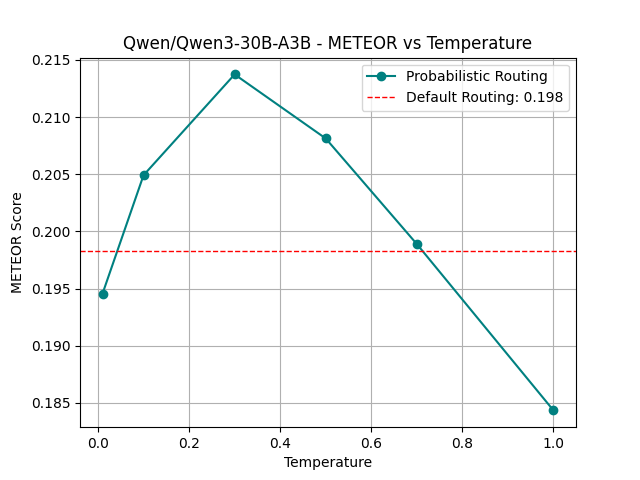 Qwen/Qwen3-30B-A3B - METEOR vs Temperature
Probabilistic Routing
Default Routing: 0.198
METEOR Score
0.215
0.210
0.205
0.200
0.195
0.190
0.185
0.0 0.2 0.4 0.6 0.8 1.0
Temperature